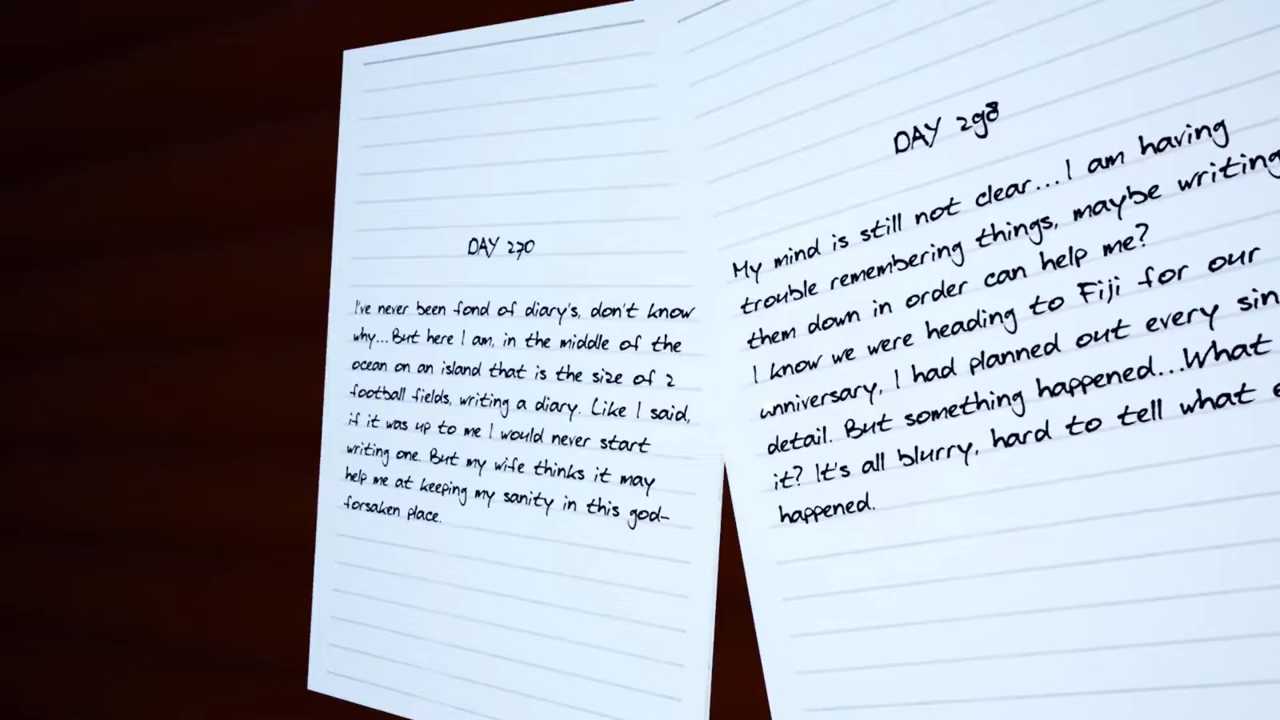 DAY 270
I've never been fond of diary's, don't know
why...But here I am, in the middle of the
ocean on an island that is the size of 2
football fields, writing a diary. Like I said,
if it was up to me I would never start
writing one. But my wife thinks it may
help me at keeping my sanity in this god-
forsaken place.
DAY 298
My mind is still not clear...I am having
trouble remembering things, maybe writing
them down in order can help me?
I know we were heading to Fiji for our
anniversary, I had planned out every sin
detail. But something happened...What
it? It's all blurry, hard to tell what
happened.